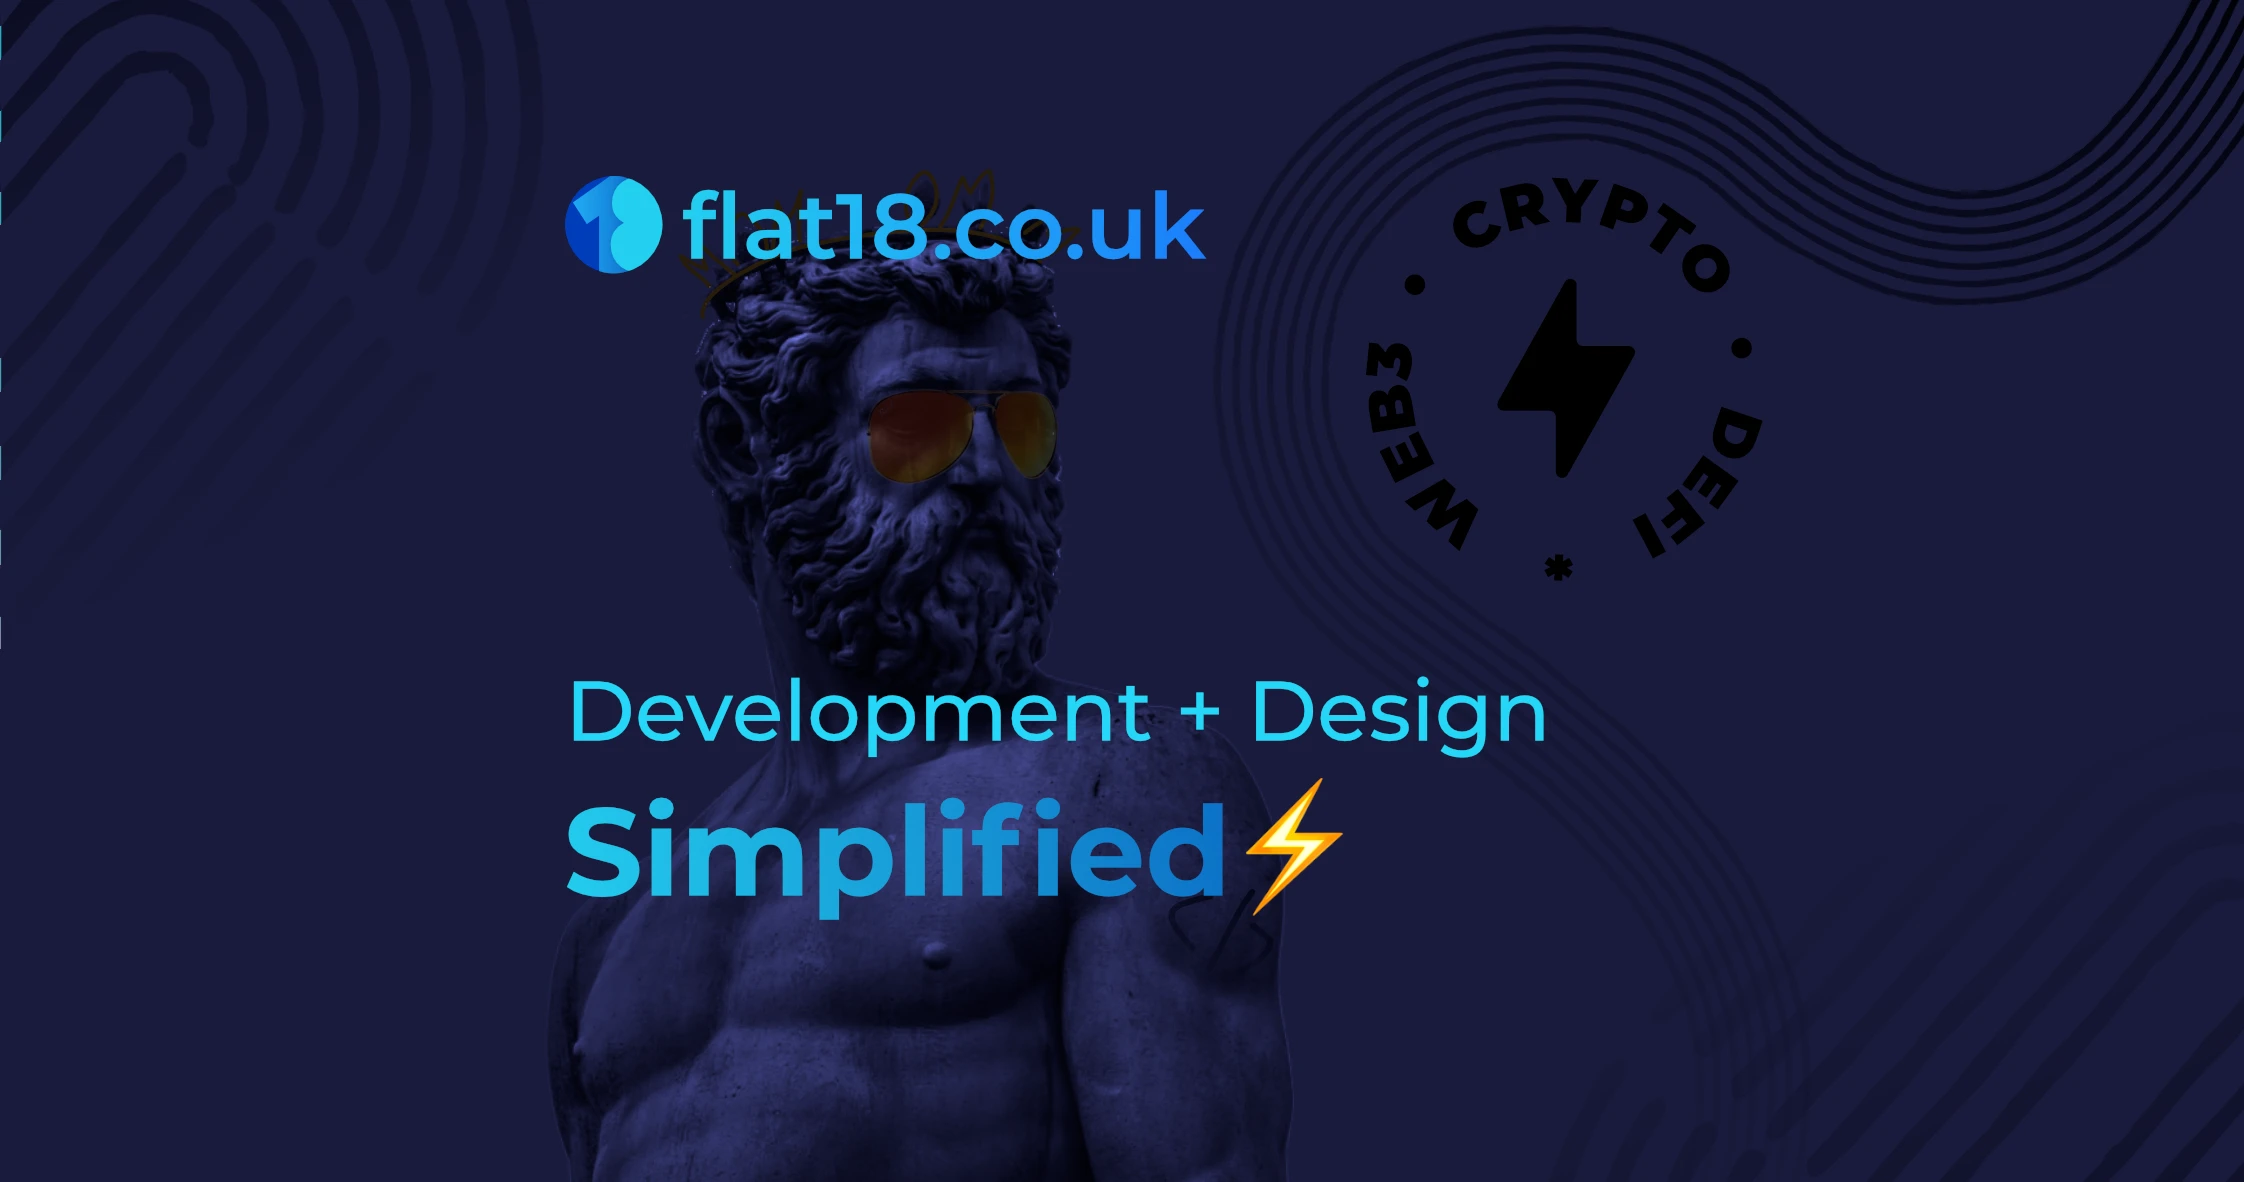 flat18.co.uk
WEB3 • CRYPTO • DEFI *
Development + Design
Simplified⚡